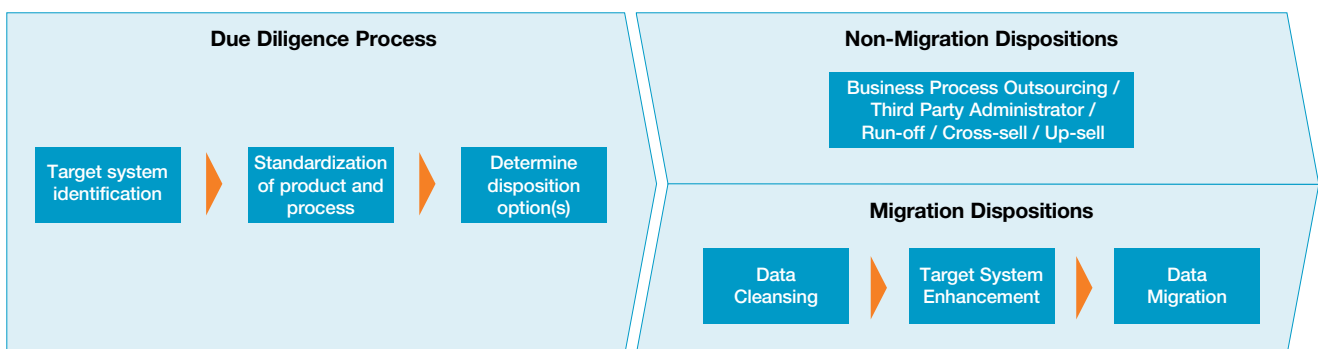 Due Diligence Process
Target system
identification
Standardization
of product and
process
Determine
disposition
option(s)
Non-Migration Dispositions
Business Process Outsourcing /
Third Party Administrator /
Run-off / Cross-sell / Up-sell
Migration Dispositions
Data
Cleansing
Target System
Enhancement
Data
Migration